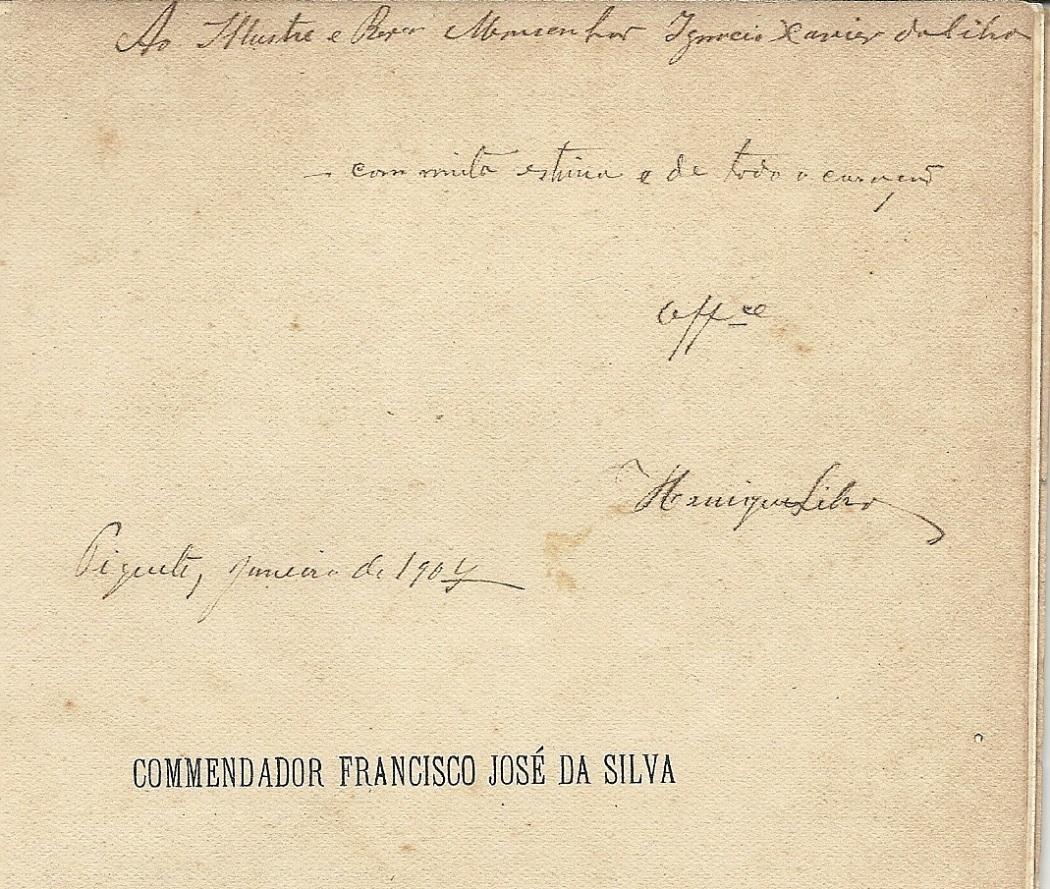 Ao Illustre e Revmo Monsenhor Ignacio Xavier da Silva
— com muita estima e de todo o coração
Offce
Henrique Silva
Piquete, janeiro de 1904
COMMENDADOR FRANCISCO JOSÉ DA SILVA